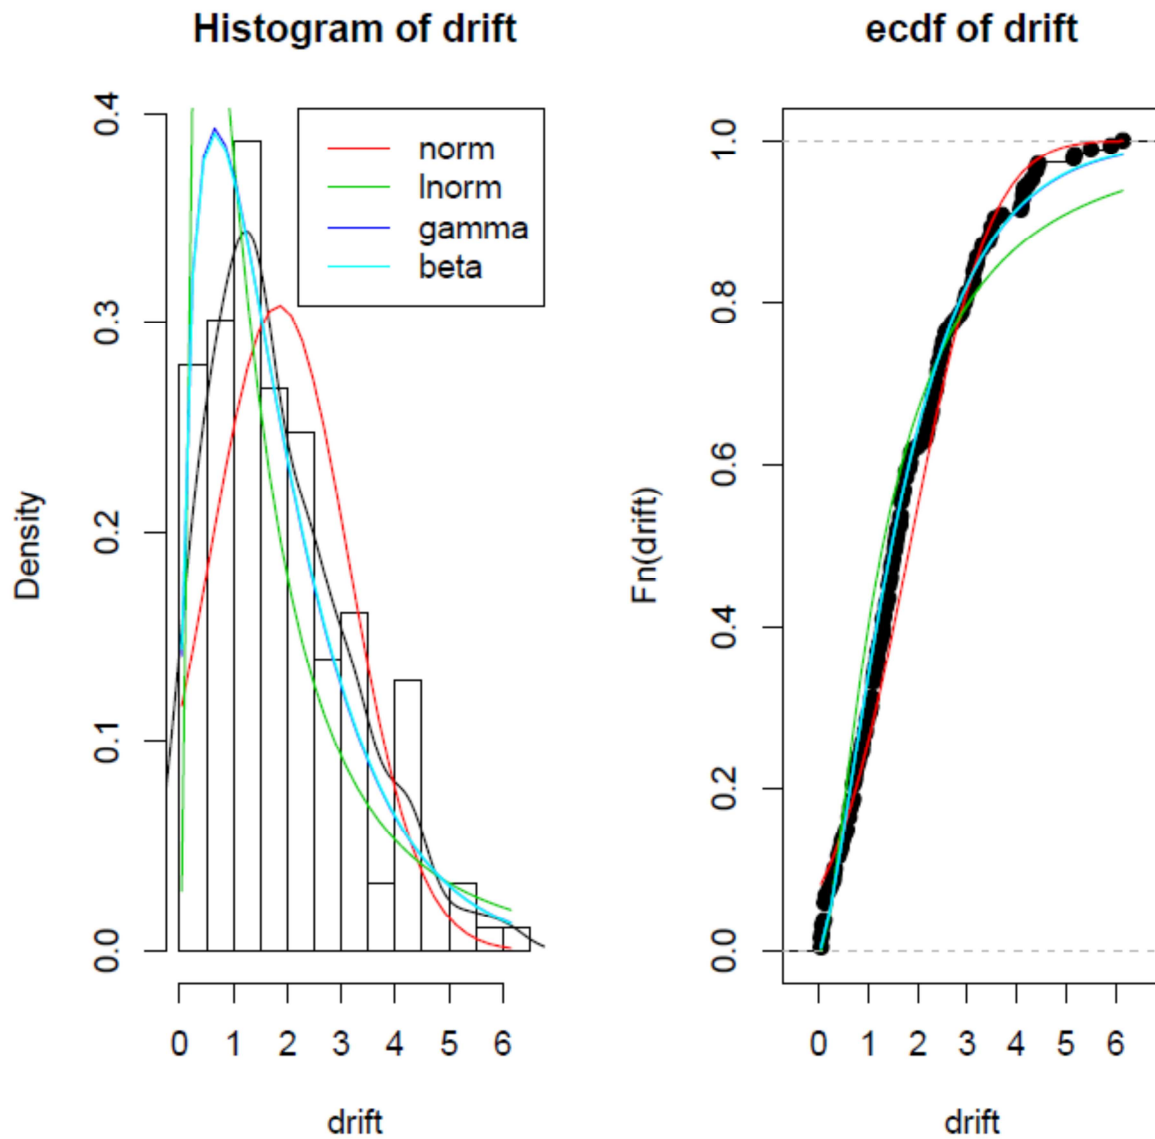 Histogram of drift
Density
0.4
0.3
0.2
0.1
0.0
norm
lnorm
gamma
beta
0 1 2 3 4 5 6
drift
ecdf of drift
Fn(drift)
1.0
0.8
0.6
0.4
0.2
0.0
0 1 2 3 4 5 6
drift